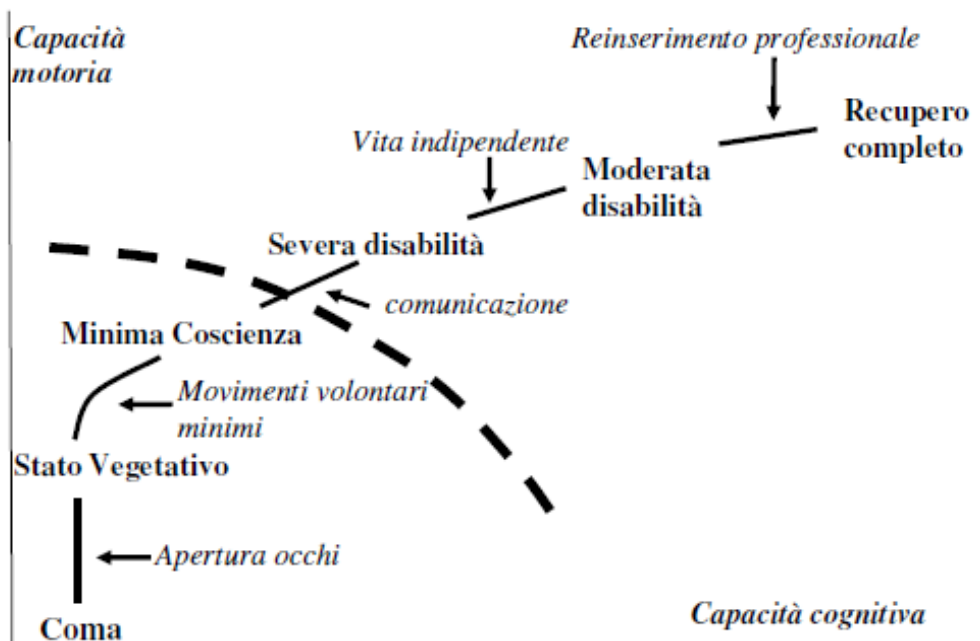 Capacità
motoria
Reinserimento professionale
Recupero
completo
Vita indipendente
Moderata
disabilità
Severa disabilità
comunicazione
Minima Coscienza
Movimenti volontari
minimi
Stato Vegetativo
Apertura occhi
Coma
Capacità cognitiva